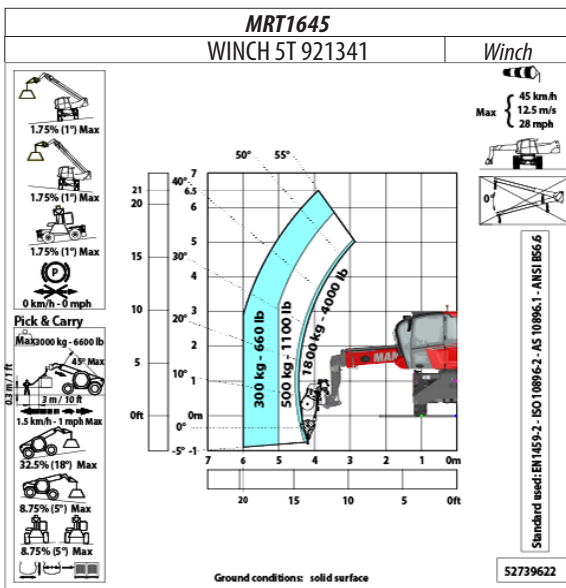 MRT1645
WINCH 5T 921341
Winch
1.75% (1°) Max
1.75% (1°) Max
1.75% (1°) Max
P
0 km/h - 0 mph
Pick & Carry
Max 3000 kg - 6600 lb
45° Max
0.3 m / 1 ft
3 m / 10 ft
1.5 km/h - 1 mph Max
32.5% (18°) Max
8.75% (5°) Max
8.75% (5°) Max
Max
45 km/h
12.5 m/s
28 mph
0°
50°
55°
40°
30°
20°
10°
0°
-5°
21
20
15
10
5
0ft
7
6.5
6
5
4
3
2
1
0m
-1
300 kg - 660 lb
500 kg - 1100 lb
1800 kg - 4000 lb
MAN
7 6 5 4 3 2 1 0m
20 15 10 5 0ft
Standard used: EN1459-2 - ISO10896-2 - AS 10896.1 - ANSI B56.6
Ground conditions: solid surface
52739622